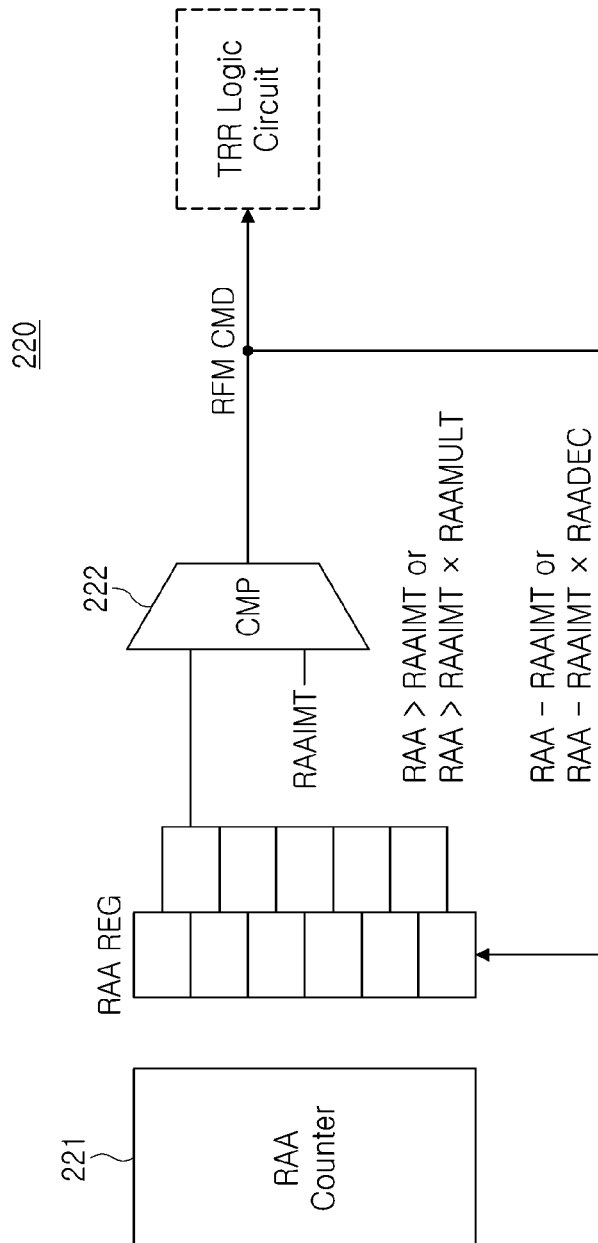 220
221
RAA
Counter
RAA REG
222
CMP
RAAIMT
RFM CMD
TRR Logic
Circuit
RAA > RAAIMT or
RAA > RAAIMT × RAAMULT
RAA - RAAIMT or
RAA - RAAIMT × RAADEC